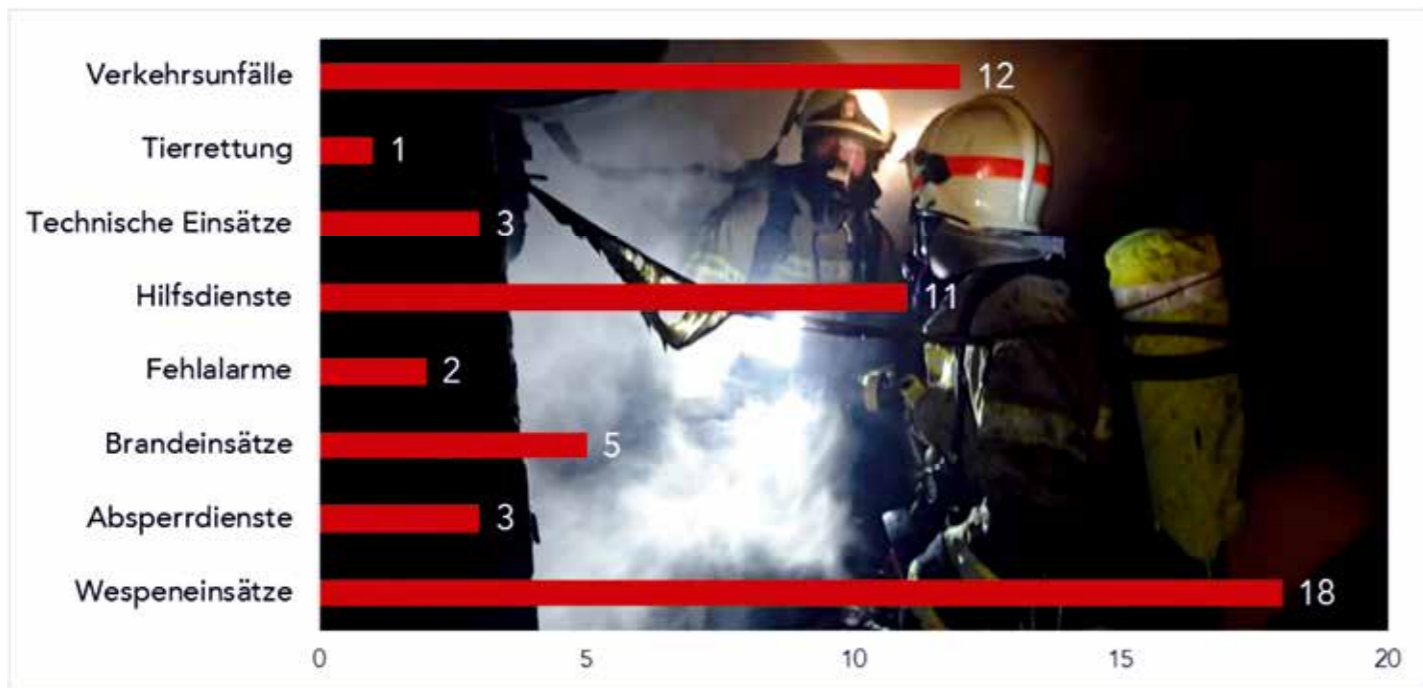 Verkehrsunfälle 12
Tierrettung 1
Technische Einsätze 3
Hilfsdienste 11
Fehlalarme 2
Brandeinsätze 5
Absperrdienste 3
Wespeneinsätze 18
0 5 10 15 20